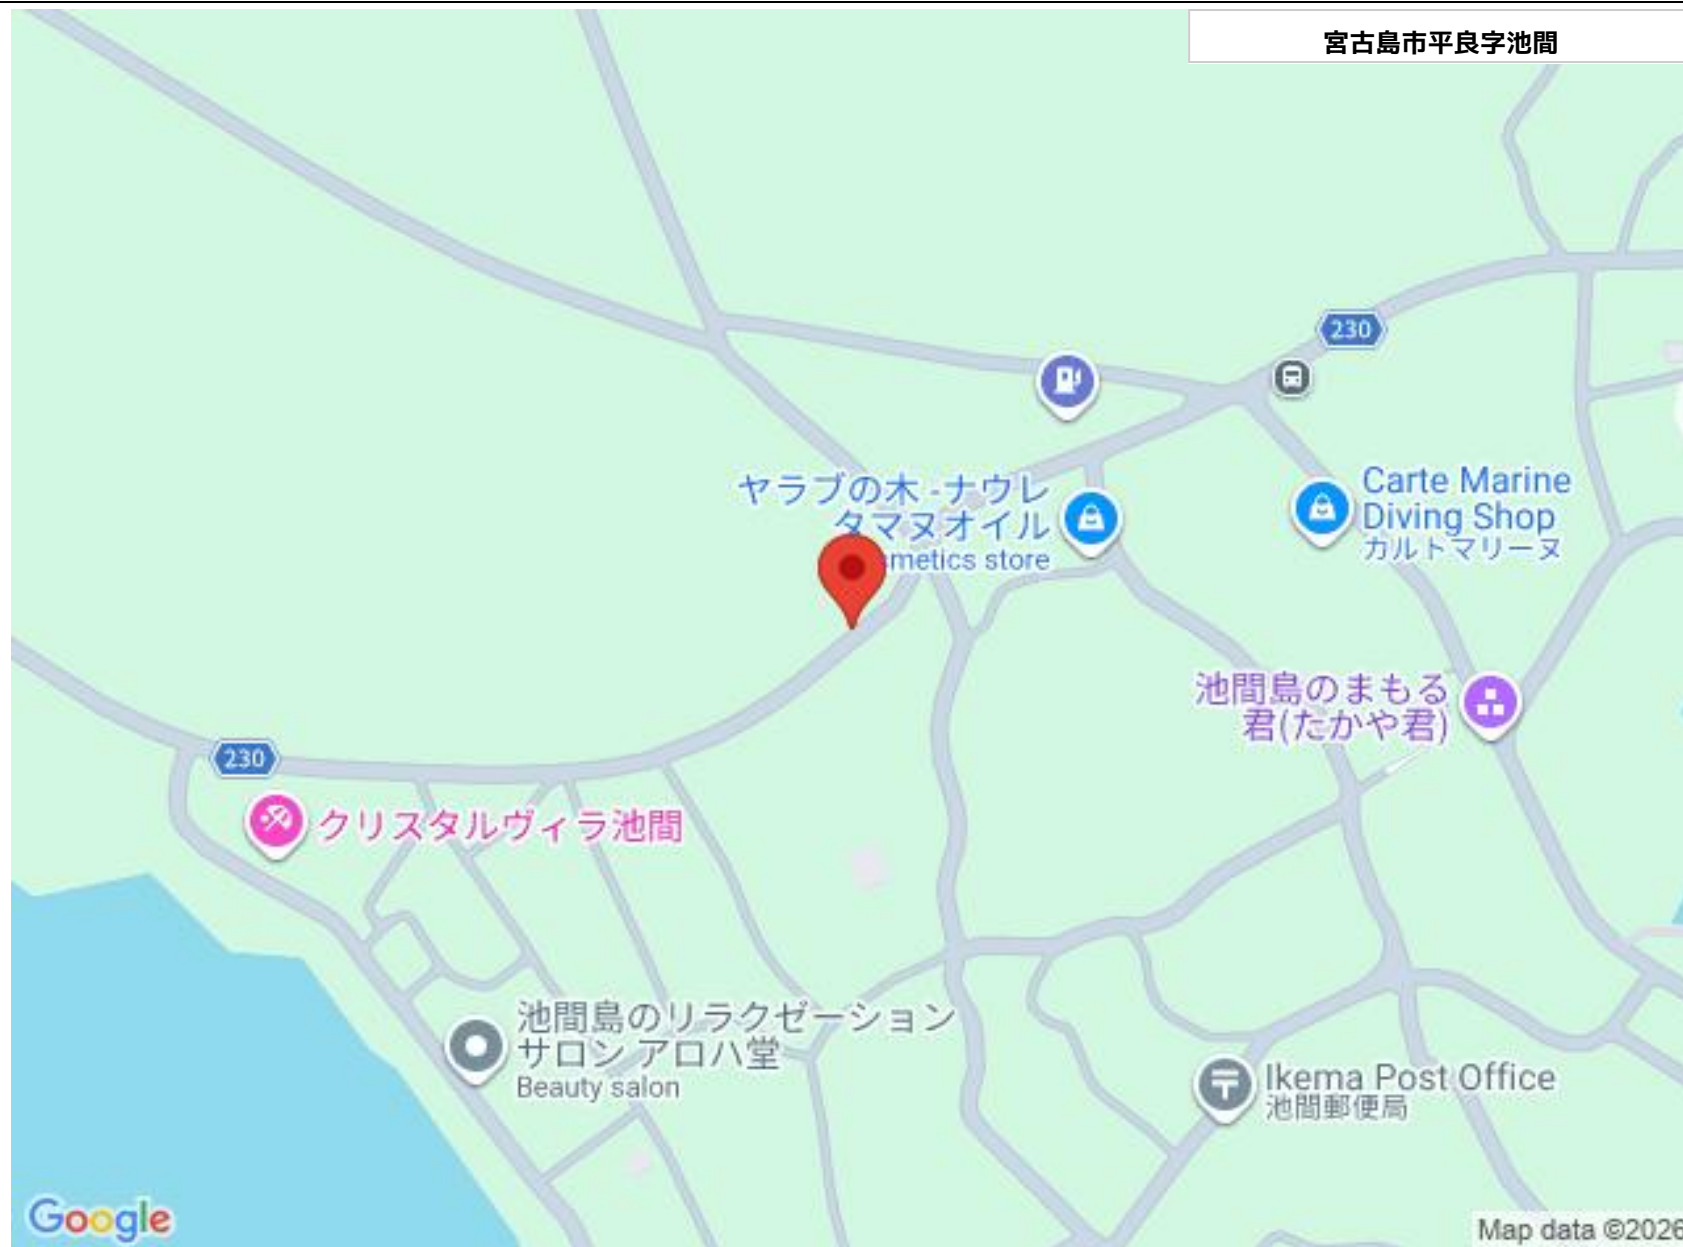 宮古島市平良字池間
230
ヤラブの木 -ナウレ
タマヌオイル
smetics store
Carte Marine
Diving Shop
カルトマリーヌ
池間島のまもる
君(たかや君)
230
クリスタルヴィラ池間
池間島のリラクゼーション
サロン アロハ堂
Beauty salon
Ikema Post Office
池間郵便局
Google
Map data ©2026